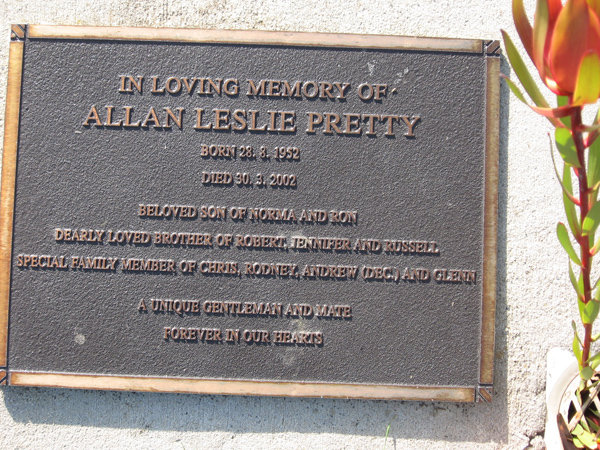 IN LOVING MEMORY OF
ALLAN LESLIE PRETTY
BORN 28. 8. 1952
DIED 30. 3. 2002
BELOVED SON OF NORMA AND RON
DEARLY LOVED BROTHER OF ROBERT, JENNIFER AND RUSSELL
SPECIAL FAMILY MEMBER OF CHRIS, RODNEY, ANDREW (DEC.) AND GLENN
A UNIQUE GENTLEMAN AND MATE
FOREVER IN OUR HEARTS